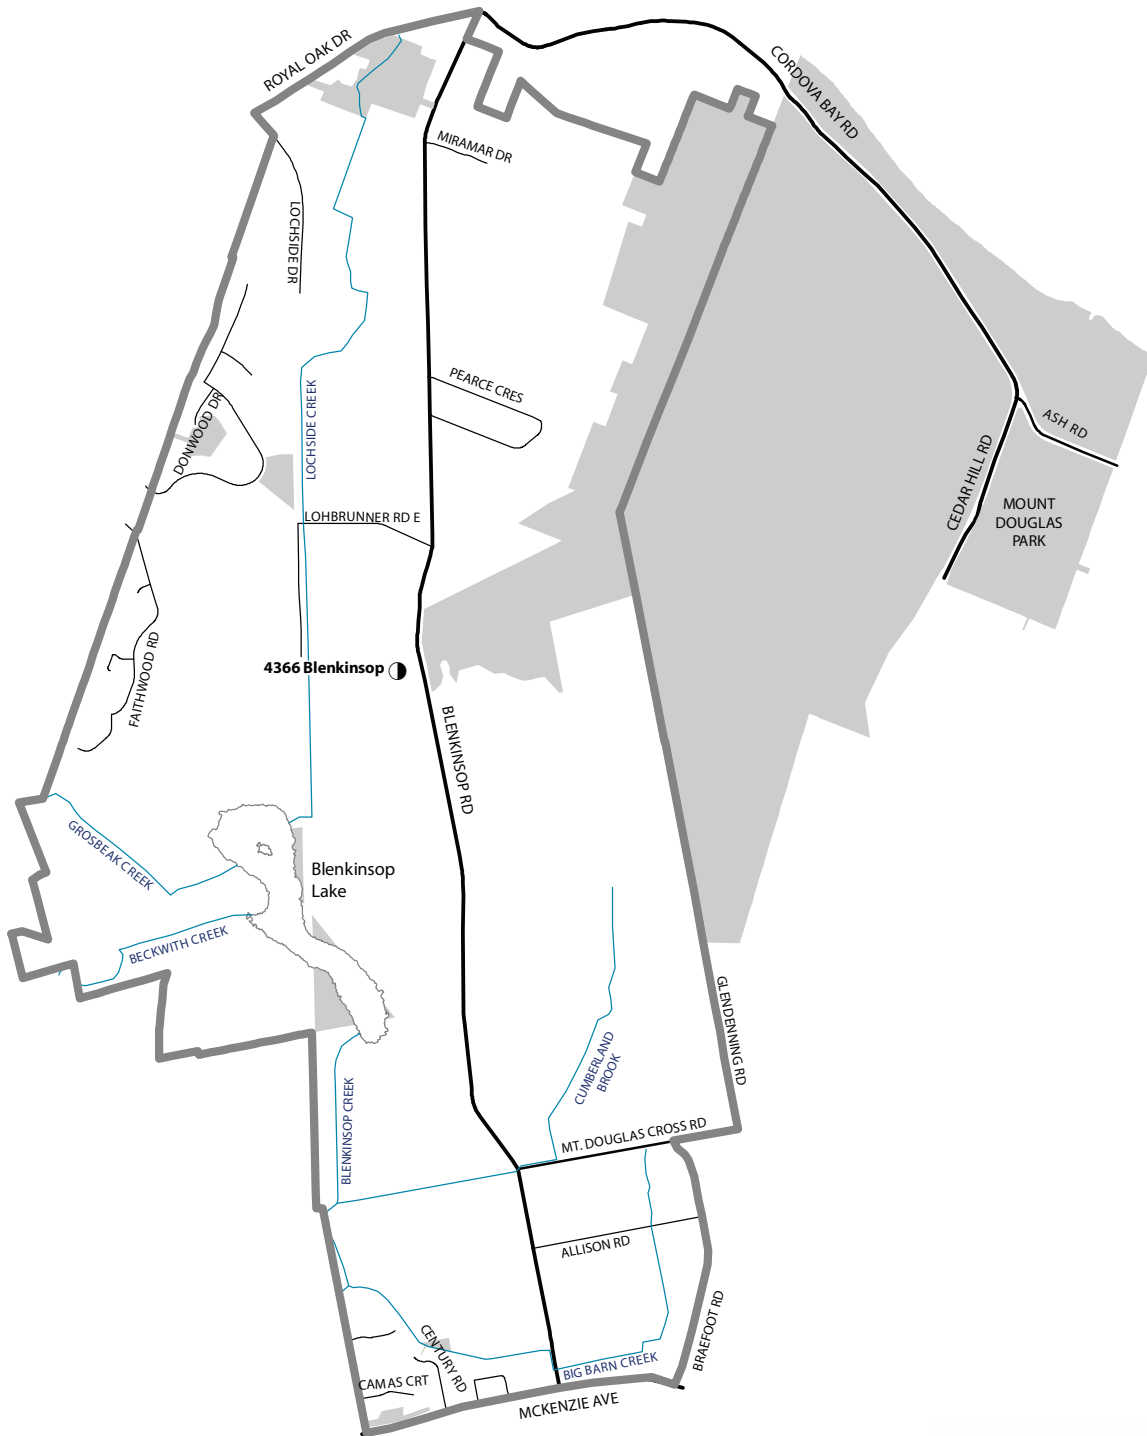 ROYAL OAK DR
CORDOVA BAY RD
MIRAMAR DR
LOCHSIDE DR
PEARCE CRES
LOCHSIDE CREEK
DONWOOD DR
ASH RD
CEDAR HILL RD
MOUNT
DOUGLAS
PARK
LOHBRUNNER RD E
FAITHWOOD RD
4366 Blenkinsop
BLENKINSOP RD
GROSBEAK CREEK
Blenkinsop
Lake
BECKWITH CREEK
GLENDENNING RD
CUMBERLAND
BROOK
BLENKINSOP CREEK
MT. DOUGLAS CROSS RD
ALLISON RD
BRAEFOOT RD
CENTURY RD
BIG BARN CREEK
CAMAS CRT
MCKENZIE AVE